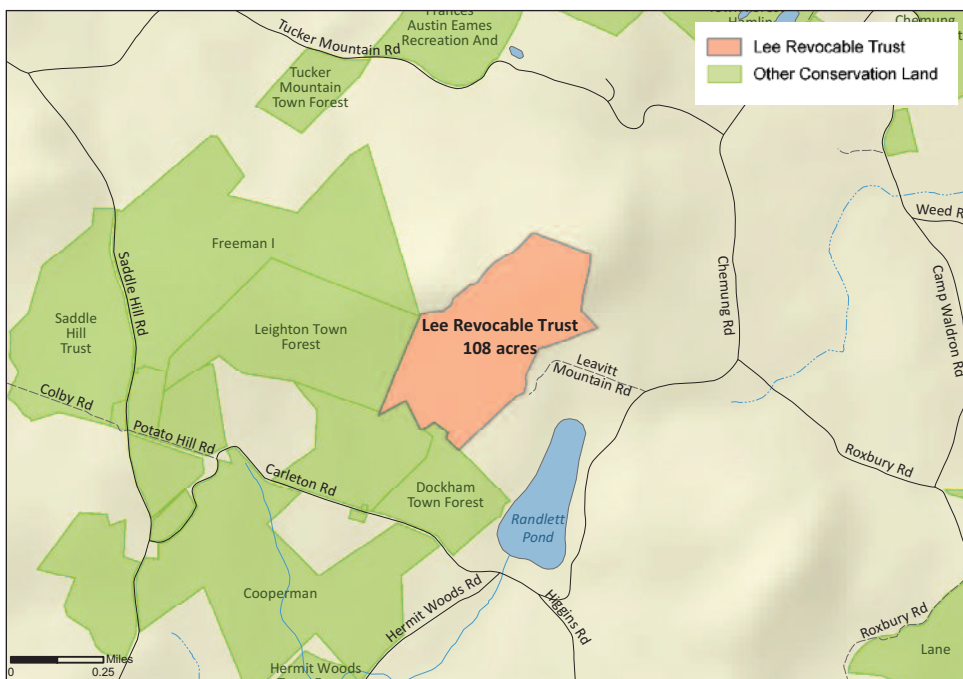 Frances
Austin Eames
Recreation And
Chemung
Tucker Mountain Rd
Tucker
Mountain
Town Forest
Lee Revocable Trust
Other Conservation Land
Freeman I
Saddle Hill Rd
Saddle
Hill
Trust
Leighton Town
Forest
Lee Revocable Trust
108 acres
Leavitt
Mountain Rd
Chemung Rd
Weed R
Camp Waldron Rd
Colby Rd
Potato Hill Rd
Carleton Rd
Dockham
Town Forest
Randlett
Pond
Roxbury Rd
Cooperman
Hermit Woods Rd
Higgins Rd
Roxbury Rd
Lane
Hermit Woods
Miles
0
0.25